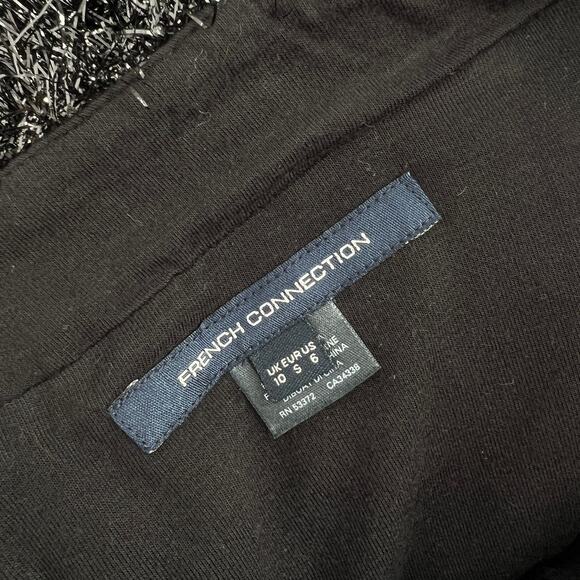 FRENCH CONNECTION
UK EUR US
10 S 6
RN 53372 CA34338